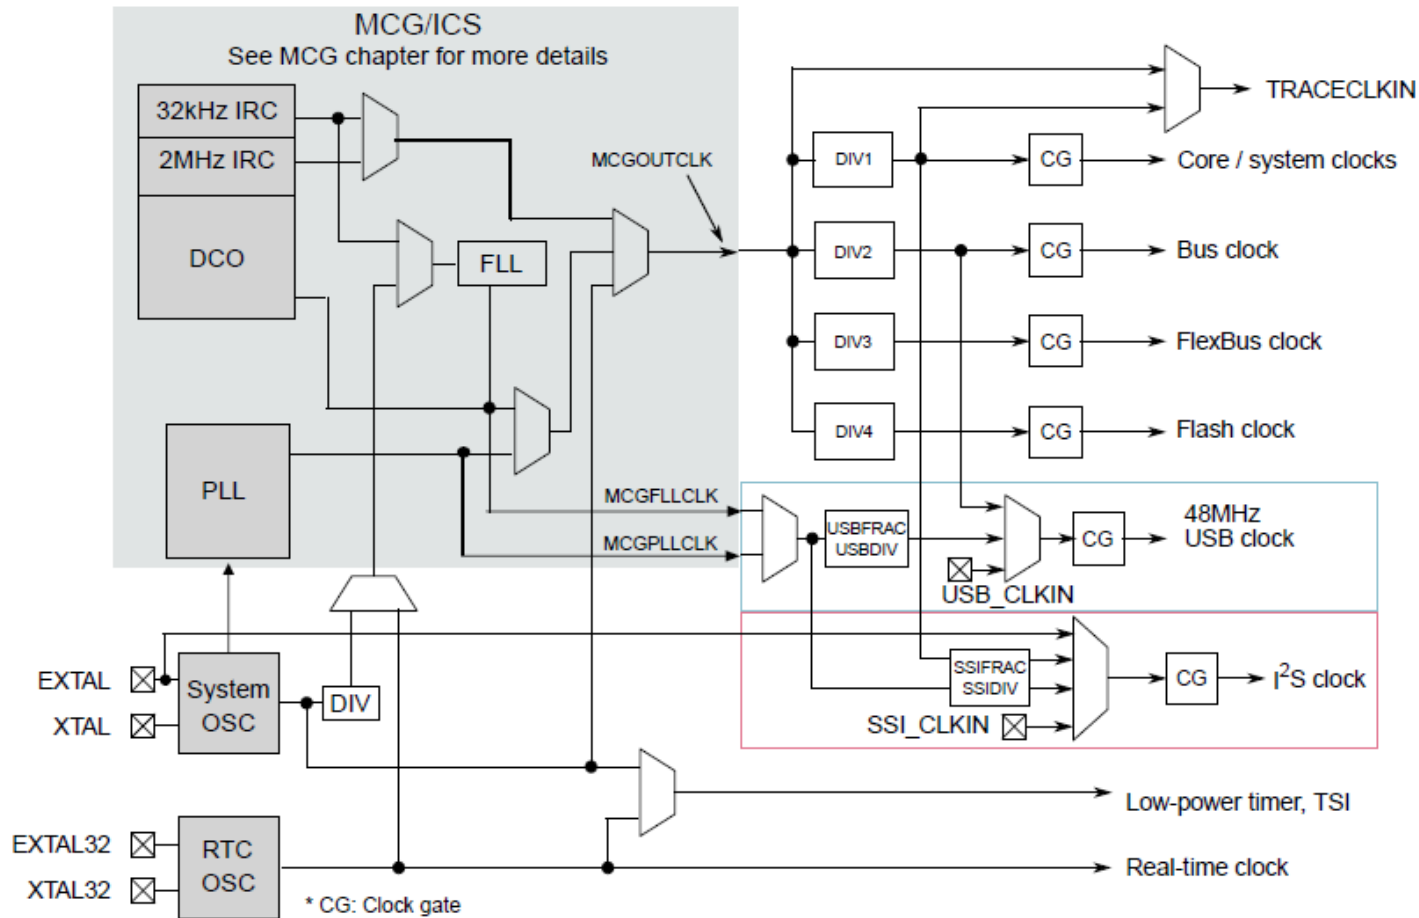 MCG/ICS
See MCG chapter for more details
32kHz IRC
2MHz IRC
DCO
FLL
PLL
MCGOUTCLK
TRACECLKIN
DIV1
CG
Core / system clocks
DIV2
CG
Bus clock
DIV3
CG
FlexBus clock
DIV4
CG
Flash clock
MCGFLLCLK
MCGPLLCLK
USBFRAC
USBDIV
CG
48MHz
USB clock
USB_CLKIN
EXTAL
XTAL
System
OSC
DIV
SSIFRAC
SSIDIV
CG
I²S clock
SSI_CLKIN
Low-power timer, TSI
EXTAL32
XTAL32
RTC
OSC
Real-time clock
* CG: Clock gate